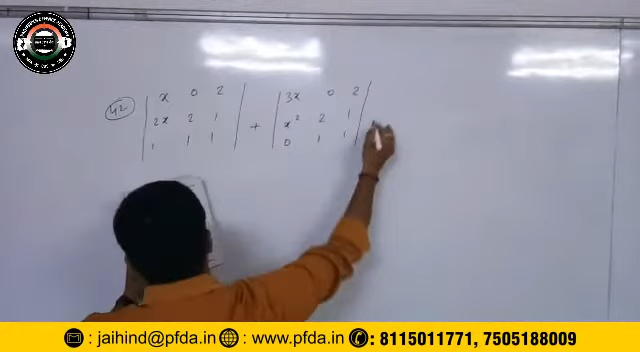 42 | x 0 2 | + | 3x 0 2 |
| 2x 2 1 | | x² 2 1 |
| 1 1 1 | | 0 1 1 |
: jaihind@pfda.in : www.pfda.in : 8115011771, 7505188009